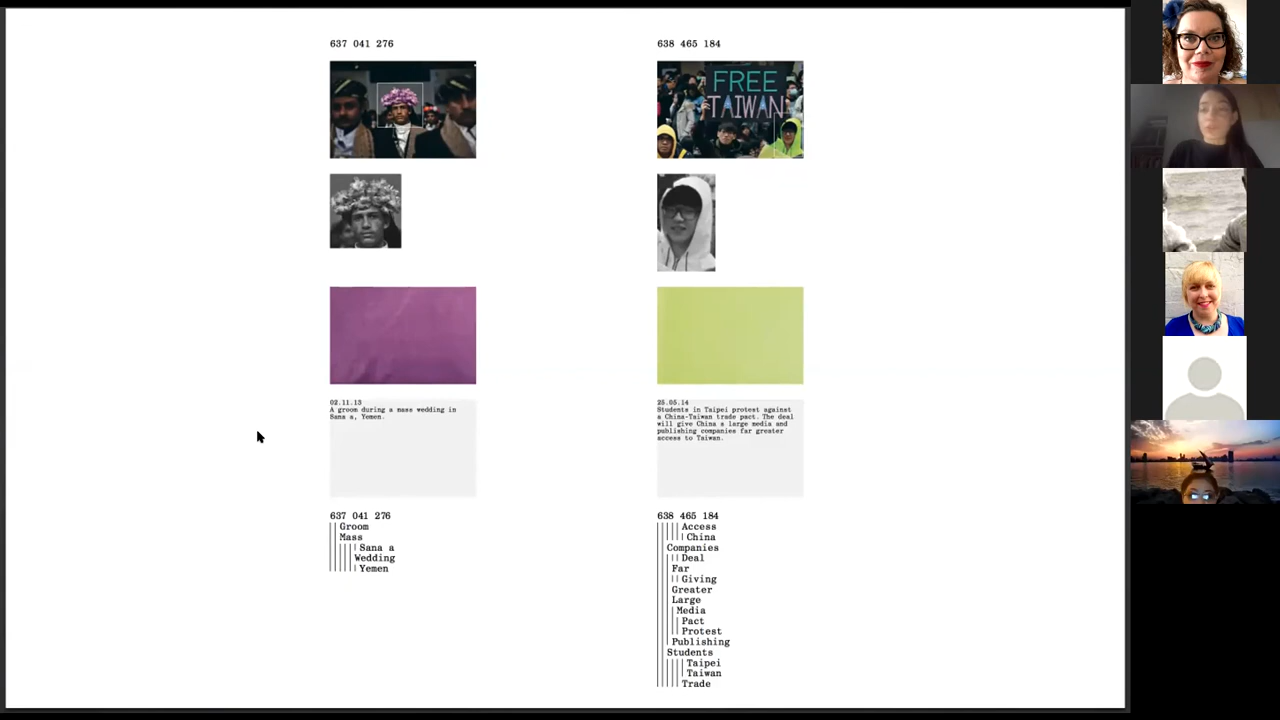 637 041 276
02.11.13
A groom during a mass wedding in
Sana a, Yemen.
637 041 276
Groom
Mass
Sana a
Wedding
Yemen
638 465 184
FREE
TAIWAN
25.05.14
Students in Taipei protest against
a China-Taiwan trade pact. The deal
will give China s large media and
publishing companies far greater
access to Taiwan.
638 465 184
Access
China
Companies
Deal
Far
Giving
Greater
Large
Media
Pact
Protest
Publishing
Students
Taipei
Taiwan
Trade